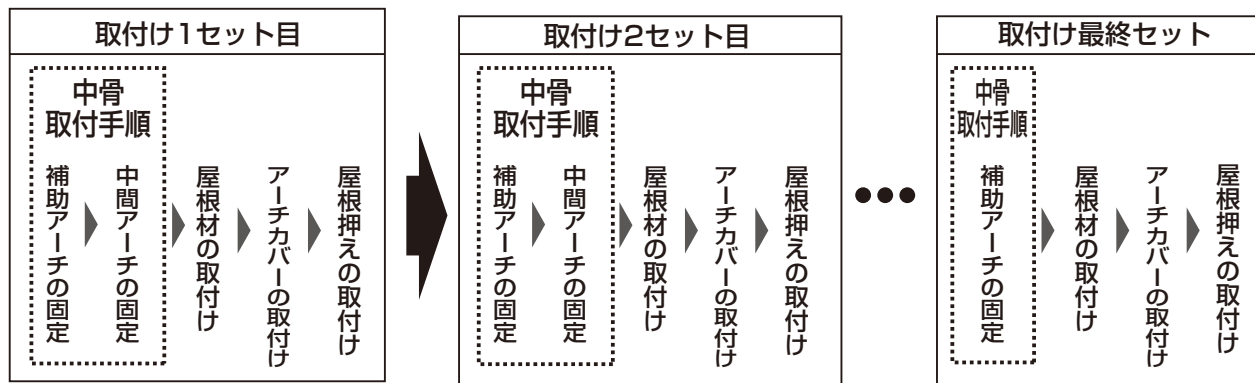 取付け1セット目
中骨
取付手順
補助アーチの固定
中間アーチの固定
屋根材の取付け
アーチカバーの取付け
屋根押えの取付け
取付け2セット目
中骨
取付手順
補助アーチの固定
中間アーチの固定
屋根材の取付け
アーチカバーの取付け
屋根押えの取付け
取付け最終セット
中骨
取付手順
補助アーチの固定
屋根材の取付け
アーチカバーの取付け
屋根押えの取付け